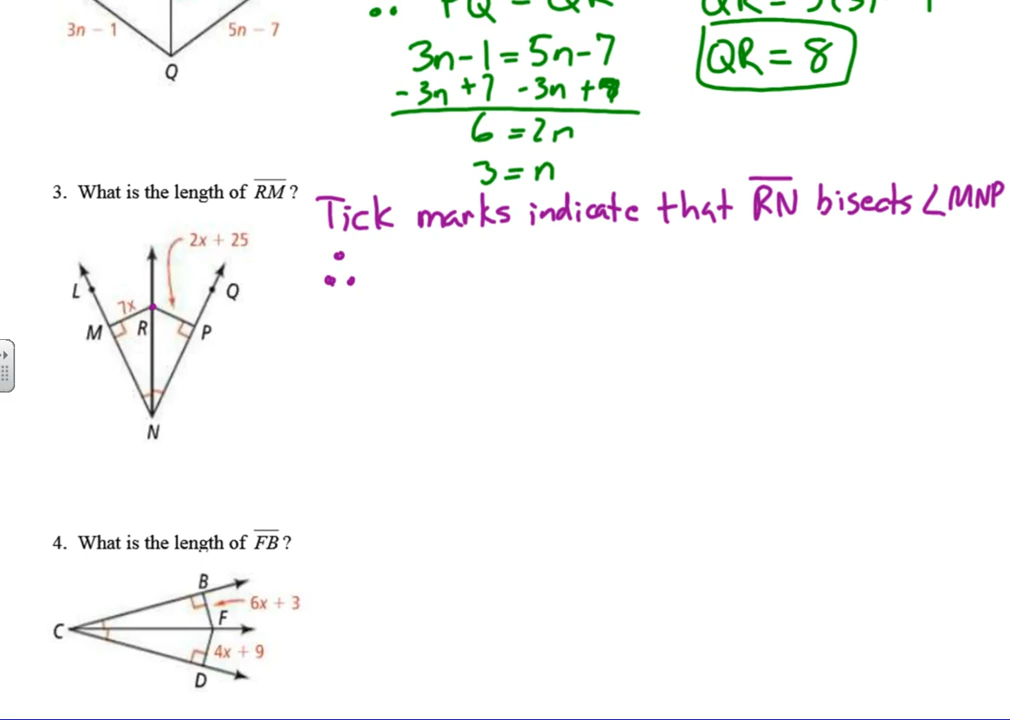 ∴ PQ = QR
3n − 1
5n − 7
Q
3n-1=5n-7
-3n +7 -3n +7
6 = 2n
3 = n
QR = 8
3. What is the length of RM?
Tick marks indicate that RN bisects ∠MNP
∴
2x + 25
L
7x
Q
M
R
P
N
4. What is the length of FB?
B
6x + 3
F
C
4x + 9
D